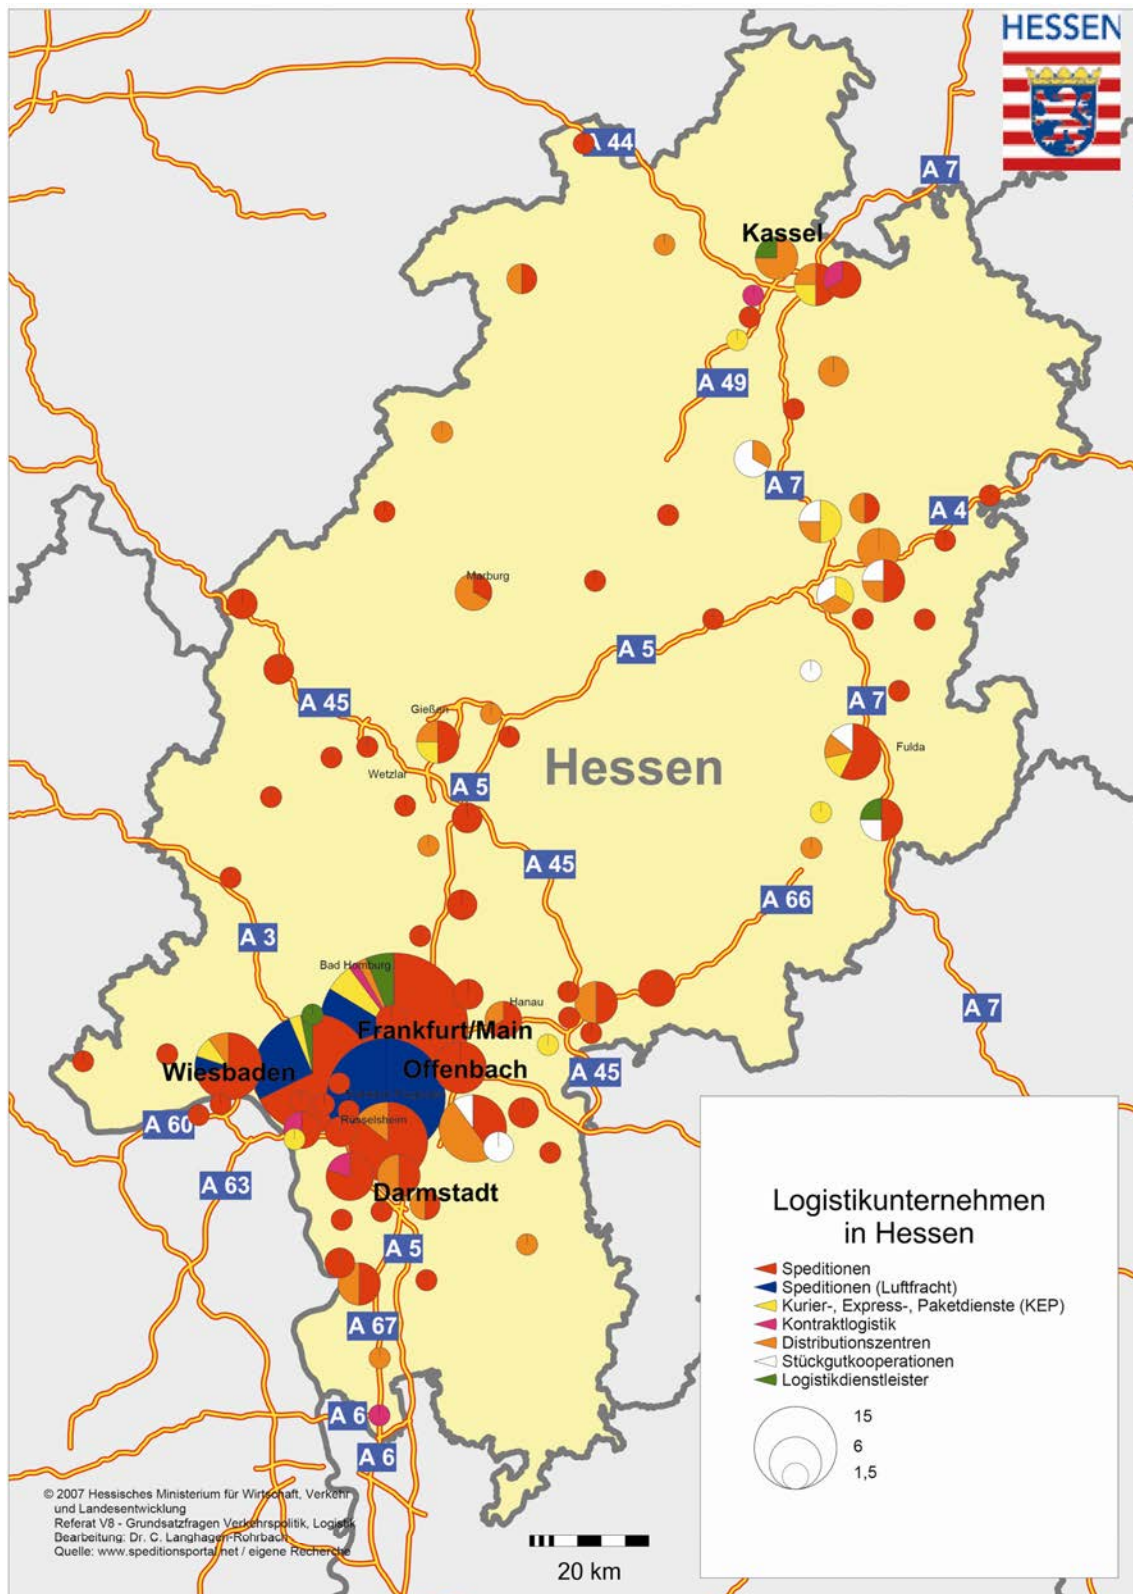 HESSEN
A 44
A 7
Kassel
A 49
A 7
A 4
Marburg
A 5
A 45
Gießen
A 7
Fulda
Wetzlar
Hessen
A 5
A 45
A 66
A 3
Bad Homburg
Hanau
A 7
Frankfurt/Main
Offenbach
Wiesbaden
A 45
A 60
Rüsselsheim
A 63
Darmstadt
A 5
A 67
A 6
A 6
Logistikunternehmen
in Hessen
Speditionen
Speditionen (Luftfracht)
Kurier-, Express-, Paketdienste (KEP)
Kontraktlogistik
Distributionszentren
Stückgutkooperationen
Logistikdienstleister
15
6
1,5
© 2007 Hessisches Ministerium für Wirtschaft, Verkehr
und Landesentwicklung
Referat V8 - Grundsatzfragen Verkehrspolitik, Logistik
Bearbeitung: Dr. C. Langhagen-Rohrbach
Quelle: www.speditionsportal.net / eigene Recherche
20 km